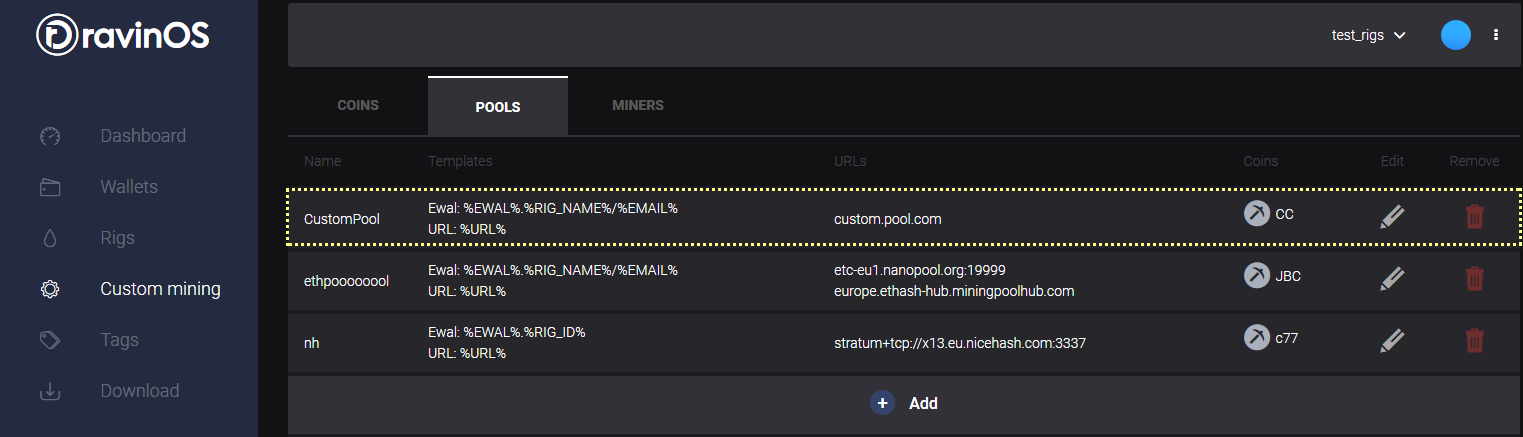 ravinOS
test_rigs
Dashboard
Wallets
Rigs
Custom mining
Tags
Download
COINS POOLS MINERS
Name Templates URLs Coins Edit Remove
CustomPool
Ewal: %EWAL%.%RIG_NAME%/%EMAIL%
URL: %URL%
custom.pool.com
CC
ethpoooooool
Ewal: %EWAL%.%RIG_NAME%/%EMAIL%
URL: %URL%
etc-eu1.nanopool.org:19999
europe.ethash-hub.miningpoolhub.com
JBC
nh
Ewal: %EWAL%.%RIG_ID%
URL: %URL%
stratum+tcp://x13.eu.nicehash.com:3337
c77
+ Add